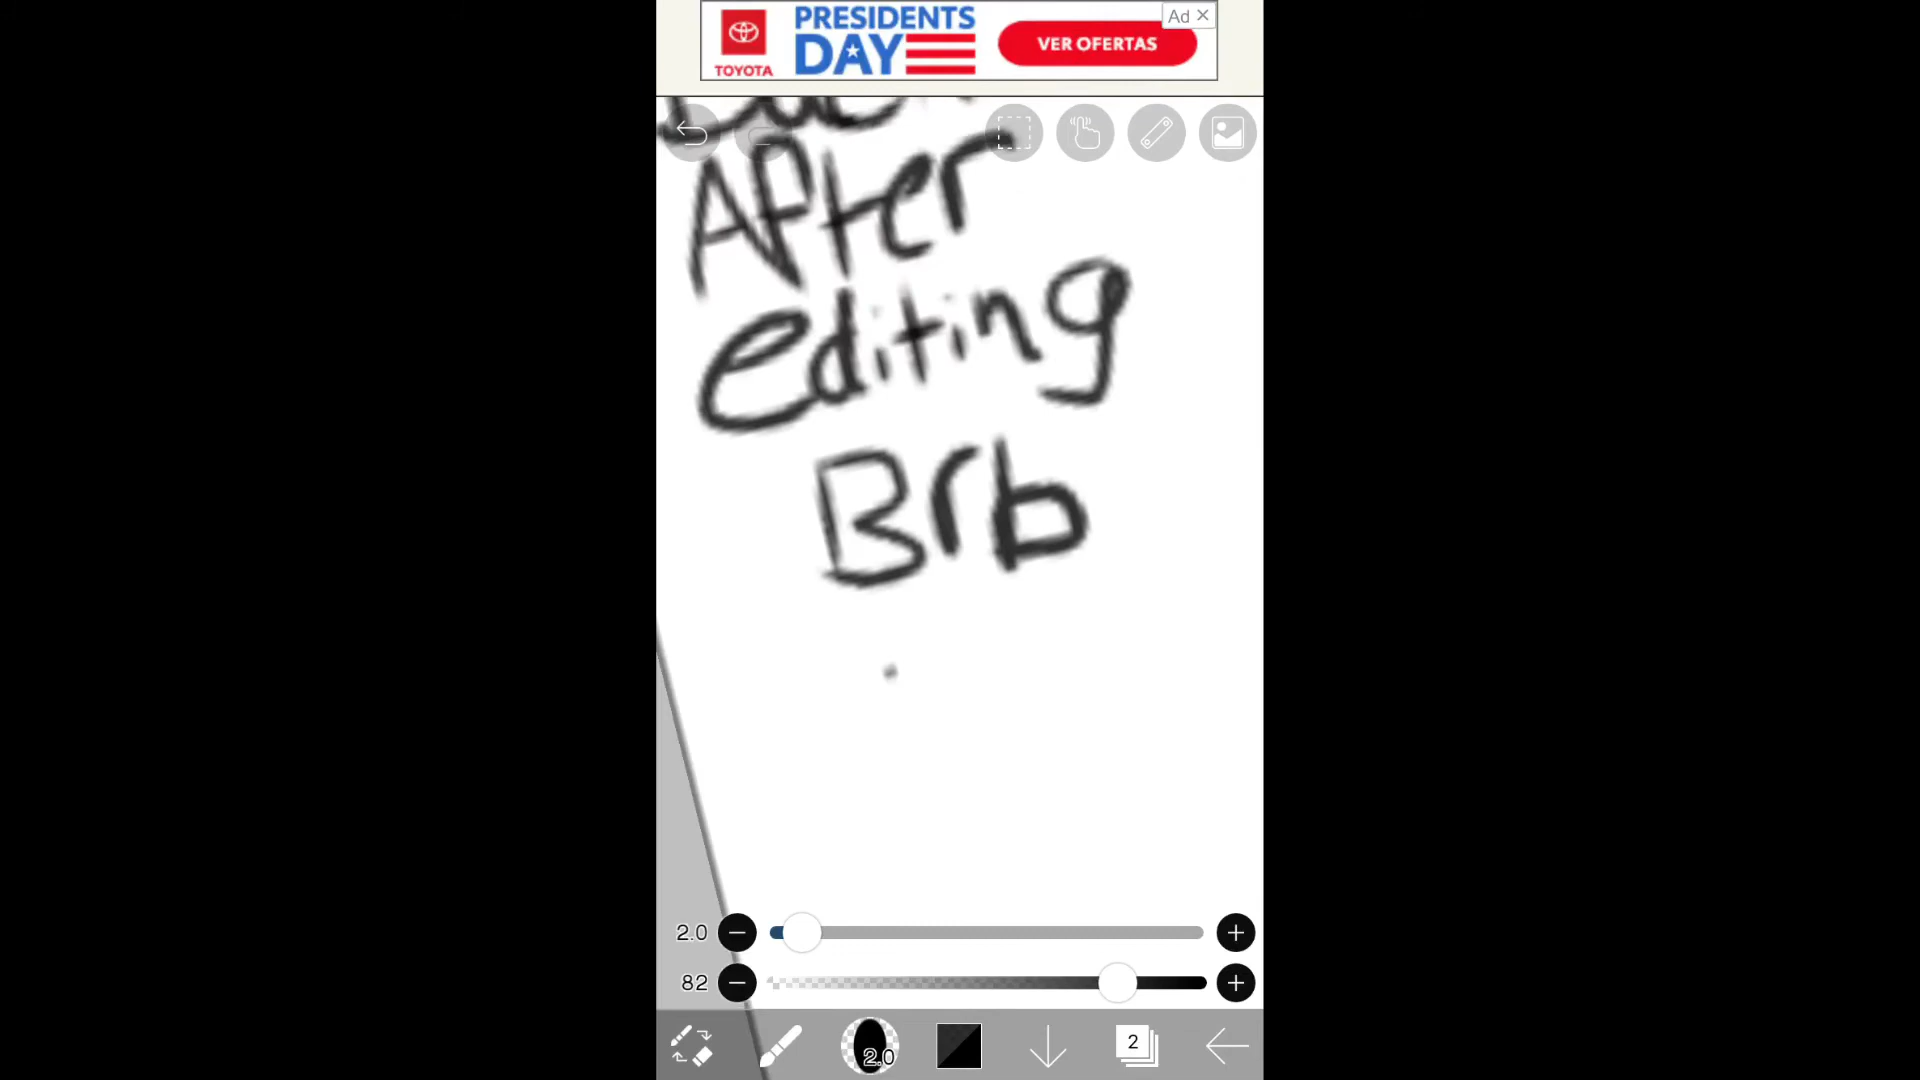 PRESIDENTS
DAY
TOYOTA
VER OFERTAS
Ad
After
editing
Brb
2.0
82
2.0
2